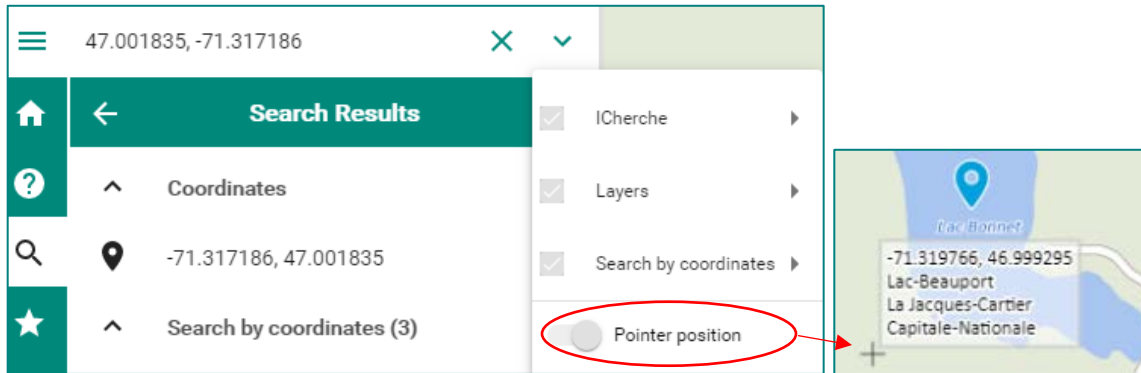 47.001835, -71.317186
Search Results
Coordinates
-71.317186, 47.001835
Search by coordinates (3)
ICherche
Layers
Search by coordinates
Pointer position
Lac Bonnet
-71.319766, 46.999295
Lac-Beauport
La Jacques-Cartier
Capitale-Nationale